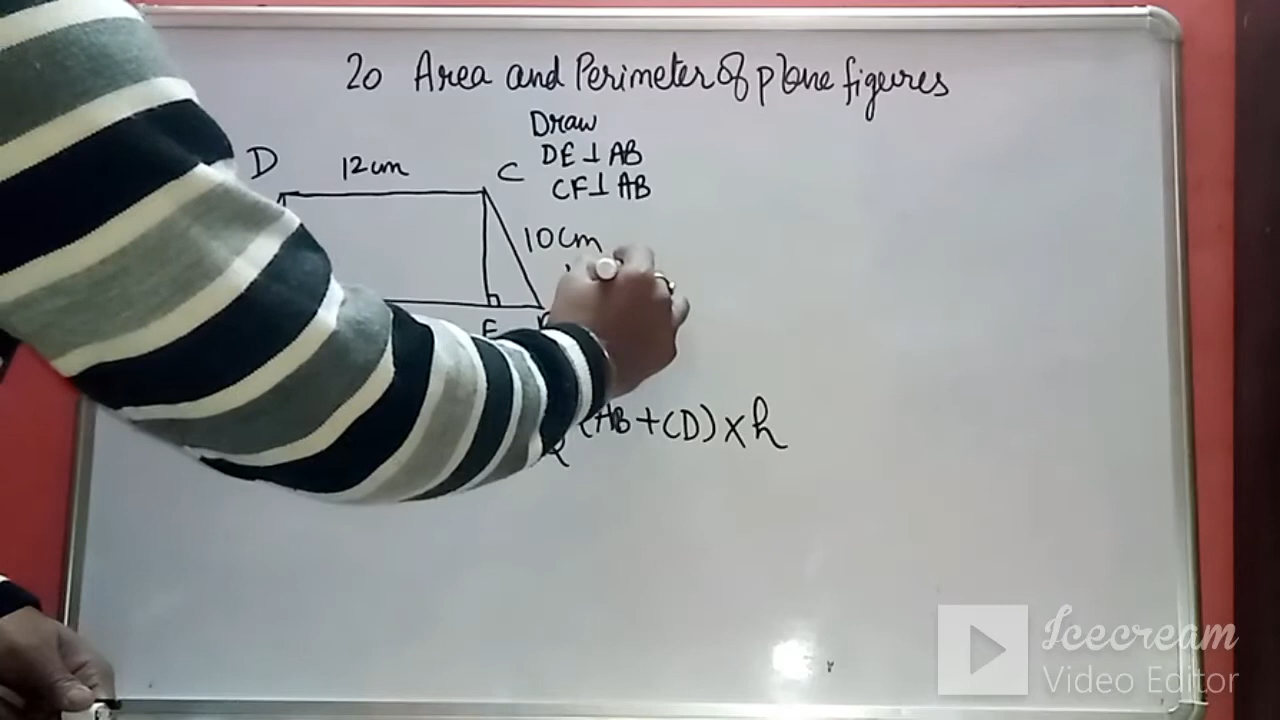 20 Area and Perimeter of plane figures
Draw
DE ⊥ AB
CF ⊥ AB
D 12 cm C
10 cm
F
(AB + CD) × h
Icecream
Video Editor